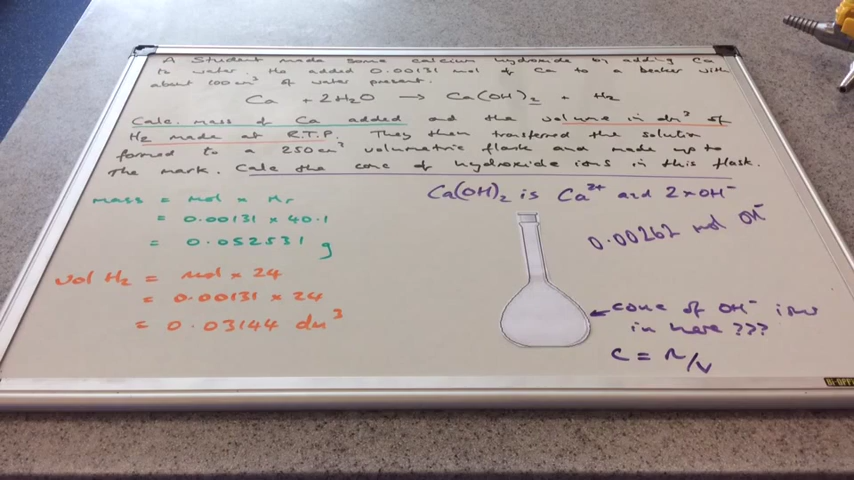 A Student made some calcium hydroxide by adding Ca
to water. He added 0.00131 mol of Ca to a beaker with
about 100 cm³ of water present.
Ca + 2H₂O → Ca(OH)₂ + H₂
Calc. mass of Ca added and the volume in dm³ of
H₂ made at R.T.P. They then transferred the solution
formed to a 250 cm³ volumetric flask and made up to
the mark. Calc the conc of hydroxide ions in this flask.
mass = mol × Mr
= 0.00131 × 40.1
= 0.052531 g
vol H₂ = mol × 24
= 0.00131 × 24
= 0.03144 dm³
Ca(OH)₂ is Ca²⁺ and 2×OH⁻
0.00262 mol OH⁻
conc of OH⁻ ions
in here ???
c = n/v
Bi-OFFI